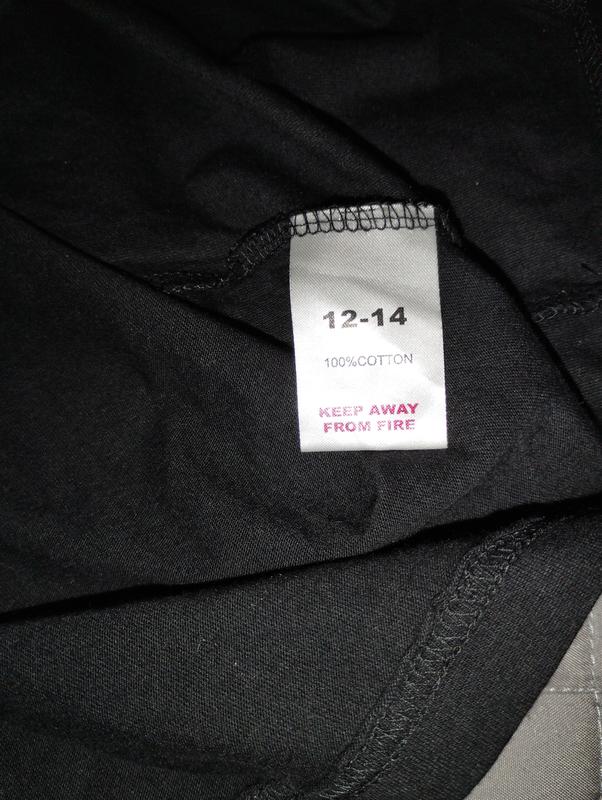 12-14
100%COTTON
KEEP AWAY
FROM FIRE